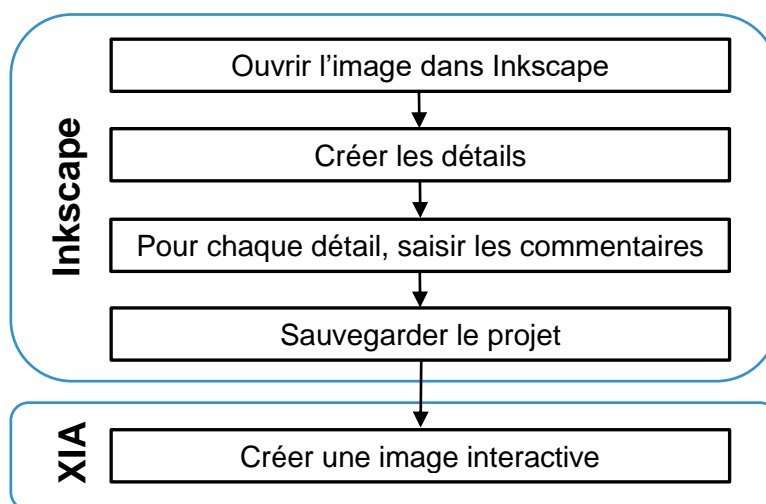 Inkscape
Ouvrir l’image dans Inkscape
Créer les détails
Pour chaque détail, saisir les commentaires
Sauvegarder le projet
XIA
Créer une image interactive